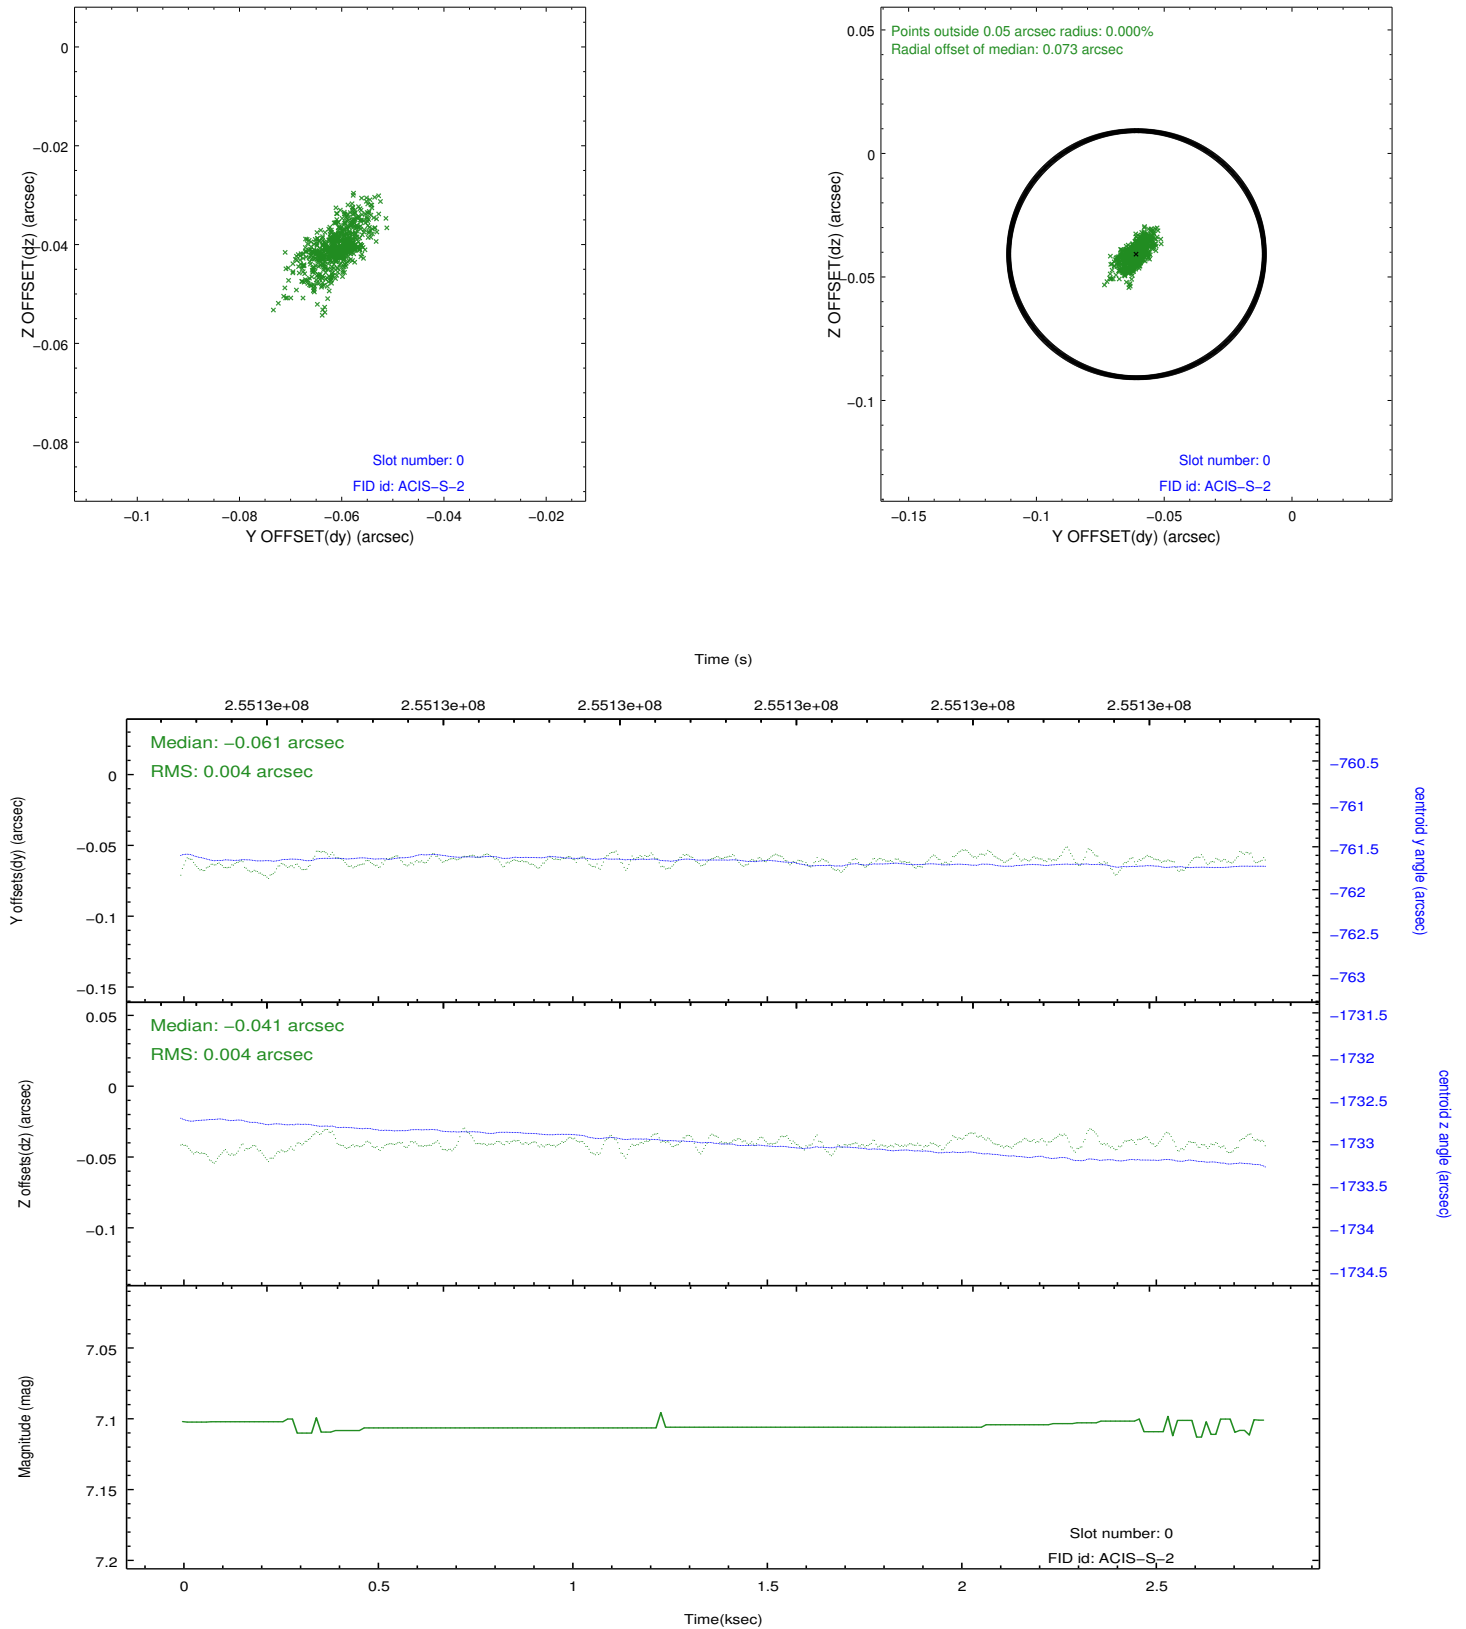 0
−0.02
−0.04
−0.06
−0.08
Z OFFSET(dz) (arcsec)
Slot number: 0
FID id: ACIS−S−2
−0.1
−0.08
−0.06
−0.04
−0.02
Y OFFSET(dy) (arcsec)
Points outside 0.05 arcsec radius: 0.000%
Radial offset of median: 0.073 arcsec
0.05
0
−0.05
−0.1
Z OFFSET(dz) (arcsec)
Slot number: 0
FID id: ACIS−S−2
−0.15
−0.1
−0.05
0
Y OFFSET(dy) (arcsec)
Time (s)
2.5513e+08
2.5513e+08
2.5513e+08
2.5513e+08
2.5513e+08
2.5513e+08
Median: −0.061 arcsec
RMS: 0.004 arcsec
0
−0.05
−0.1
−0.15
Y offsets(dy) (arcsec)
−760.5
−761
−761.5
−762
−762.5
−763
centroid y angle (arcsec)
Median: −0.041 arcsec
RMS: 0.004 arcsec
0.05
0
−0.05
−0.1
Z offsets(dz) (arcsec)
−1731.5
−1732
−1732.5
−1733
−1733.5
−1734
−1734.5
centroid z angle (arcsec)
7.05
7.1
7.15
7.2
Magnitude (mag)
Slot number: 0
FID id: ACIS−S−2
0
0.5
1
1.5
2
2.5
Time(ksec)